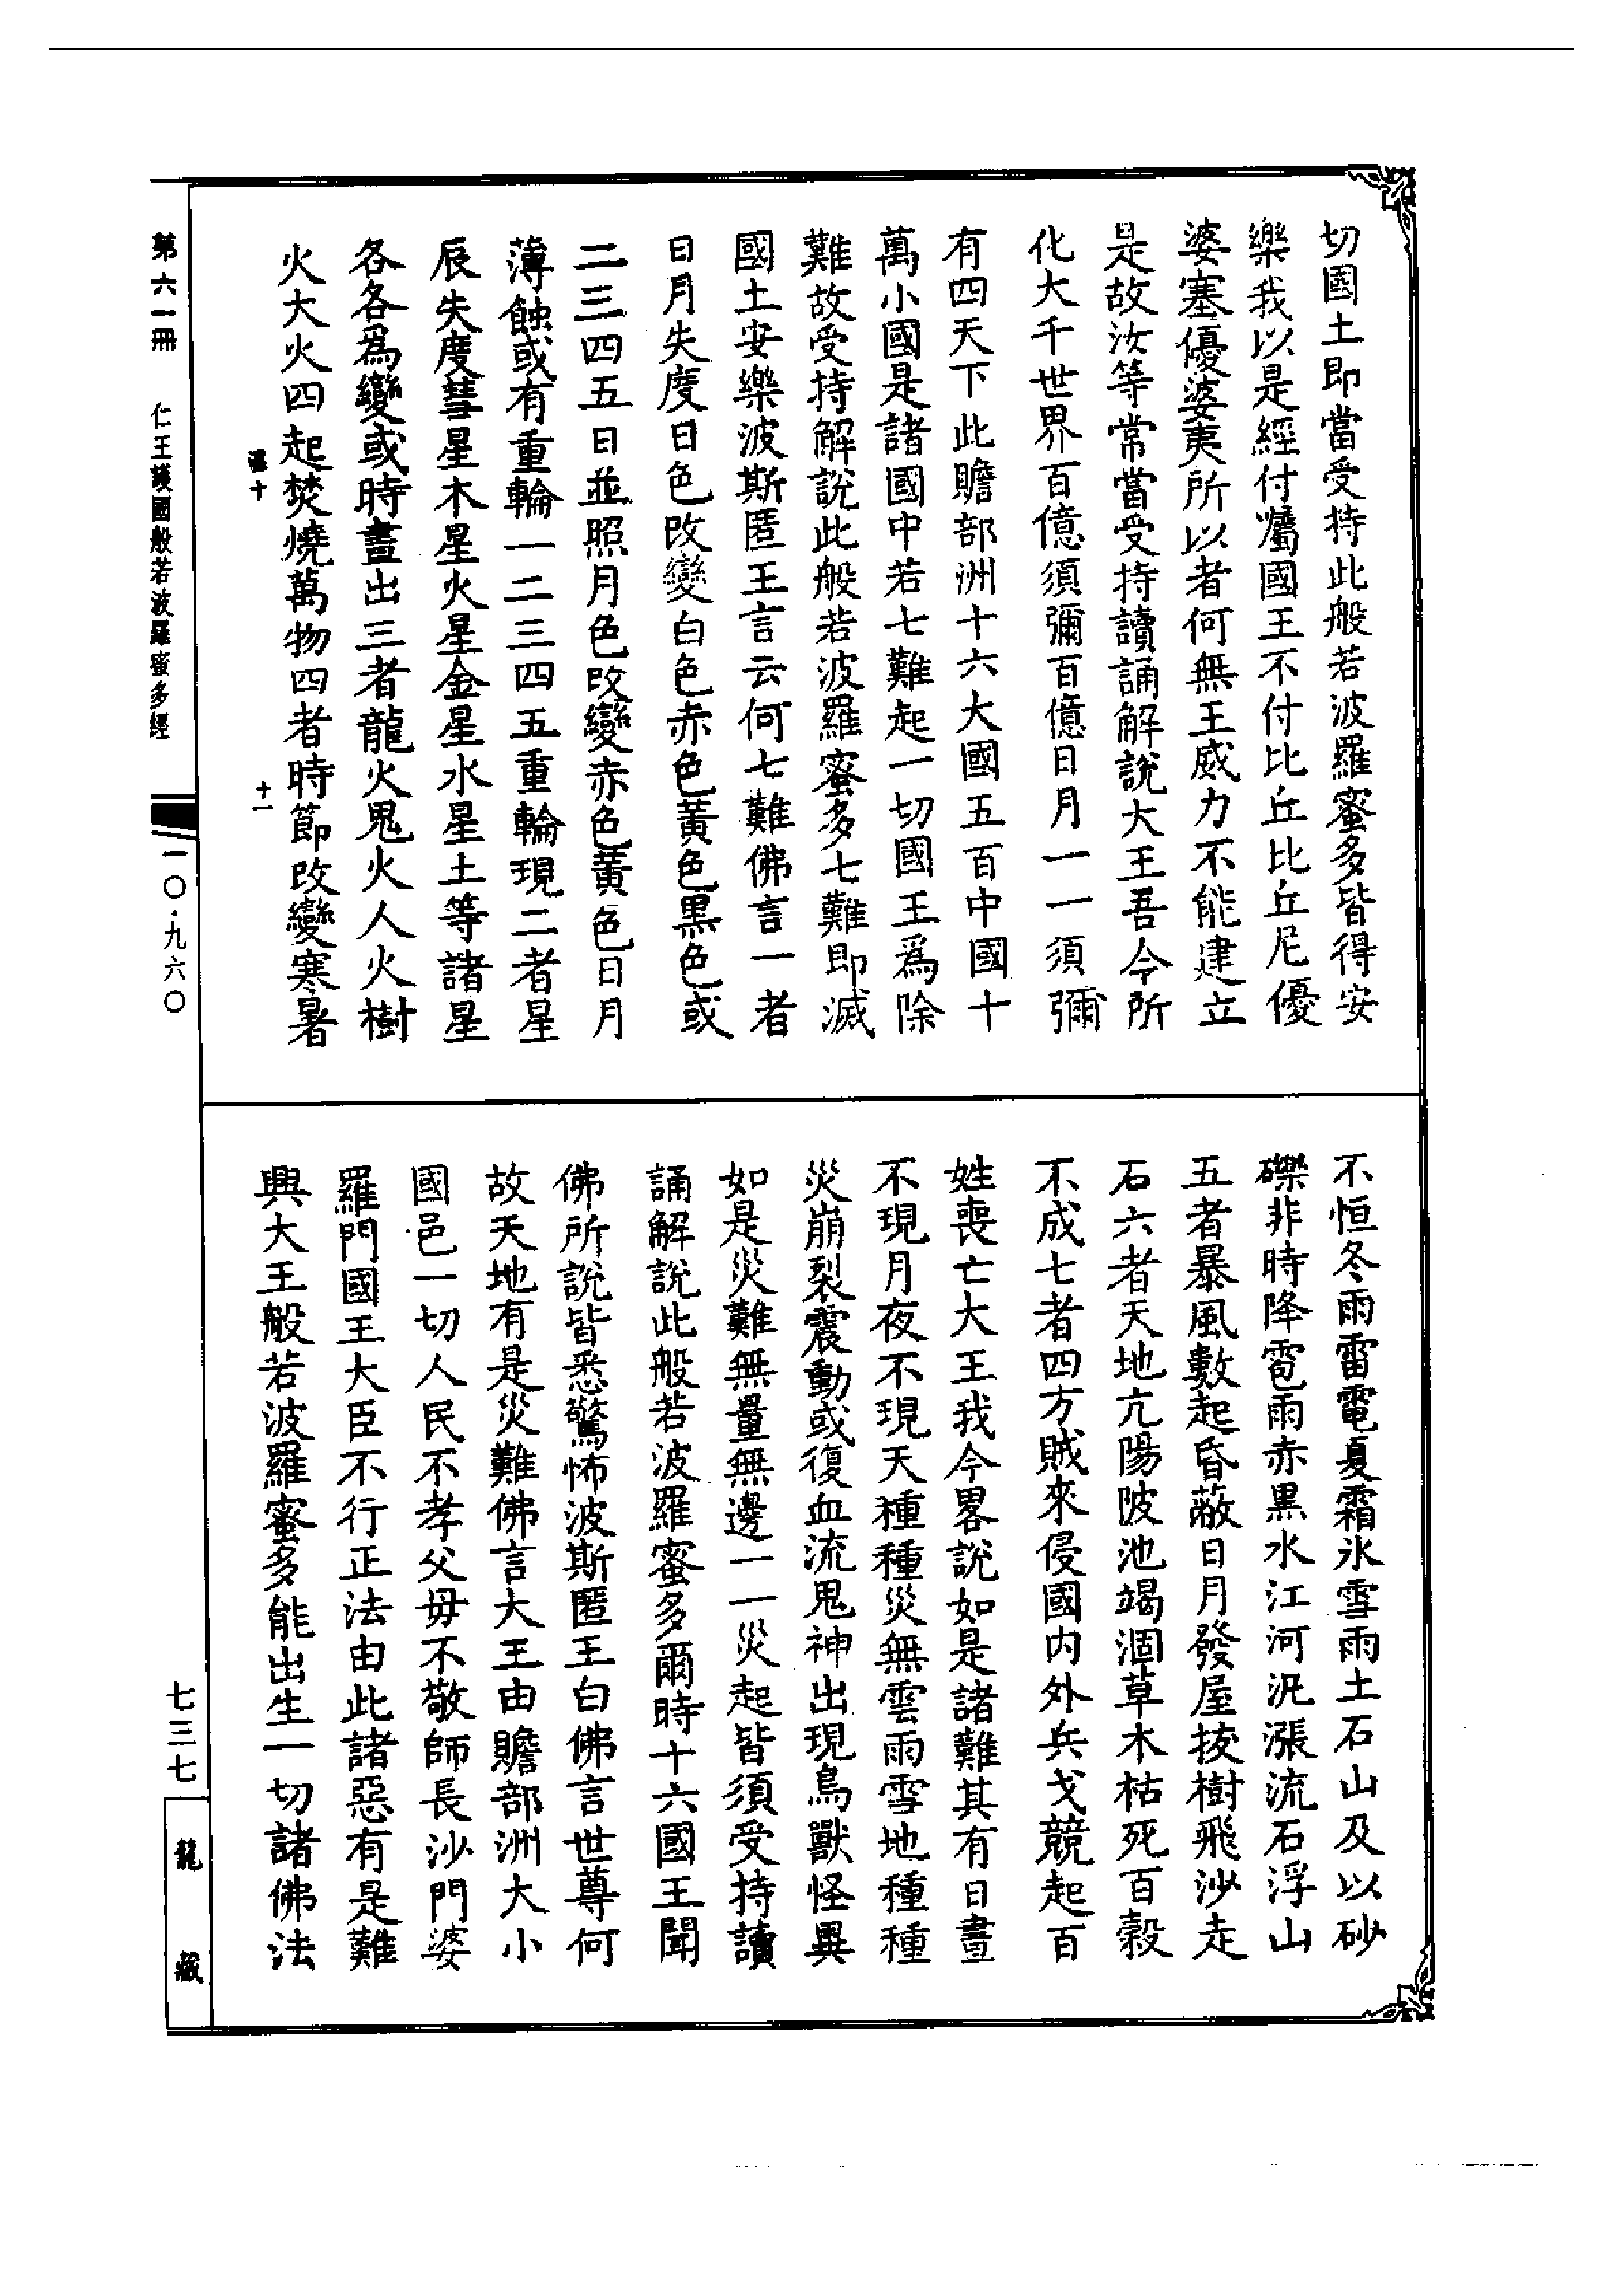 切國土即當受持此般若波羅蜜多皆得安
樂我以是經付囑國王不付比丘比丘尼優
婆塞優婆夷所以者何無王威力不能建立
是故汝等常當受持讀誦解說大王吾今所
化大千世界百億須彌百億日月一一須彌
有四天下此贍部洲十六大國五百中國十
萬小國是諸國中若七難起一切國王爲除
難故受持解說此般若波羅蜜多七難即滅
國土安樂波斯匿王言云何七難佛言一者
日月失度日色改變白色赤色黃色黑色或
二三四五日並照月色改變赤色黃色日月
薄蝕或有重輪一二三四五重輪現二者星
辰失度彗星木星火星金星水星土等諸星
各各爲變或時晝出三者龍火鬼火人火樹
火大火四起焚燒萬物四者時節改變寒暑
十一
不恒冬雨雷電夏霜氷雪雨土石山及以砂
礫非時降雹雨赤黑水江河汎漲流石浮山
五者暴風數起昏蔽日月發屋拔樹飛沙走
石六者天地亢陽陂池竭涸草木枯死百穀
不成七者四方賊來侵國内外兵戈競起百
姓喪亡大王我今畧說如是諸難其有日晝
不現月夜不現天種種災無雲雨雪地種種
災崩裂震動或復血流鬼神出現鳥獸怪異
如是災難無量無邊一一災起皆須受持讀
誦解說此般若波羅蜜多爾時十六國王聞
佛所說皆悉驚怖波斯匿王白佛言世尊何
故天地有是災難佛言大王由贍部洲大小
國邑一切人民不孝父母不敬師長沙門婆
羅門國王大臣不行正法由此諸惡有是難
興大王般若波羅蜜多能出生一切諸佛法
第六一冊 仁王護國般若波羅蜜多經
一〇·九六〇
七三七
龍藏